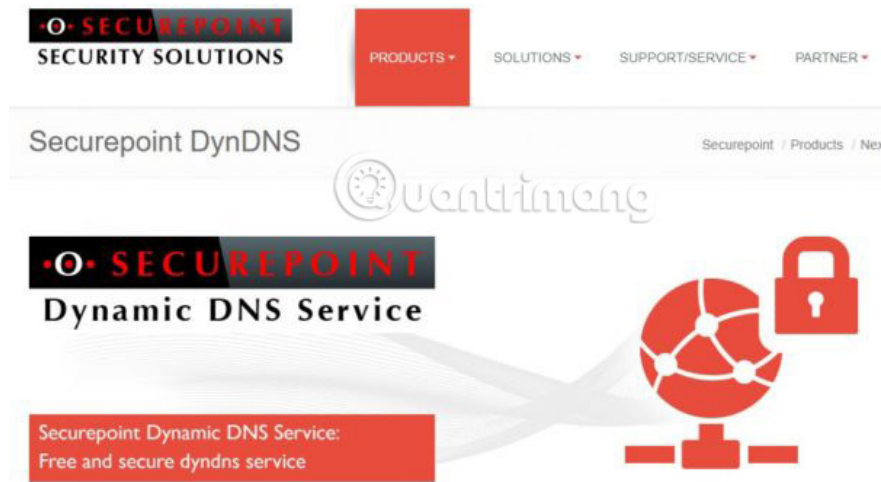 ·O· SECUREPOINT
SECURITY SOLUTIONS
PRODUCTS
SOLUTIONS
SUPPORT/SERVICE
PARTNER
Securepoint DynDNS
Securepoint / Products / Nex
Quantrimang
·O· SECUREPOINT
Dynamic DNS Service
Securepoint Dynamic DNS Service:
Free and secure dyndns service